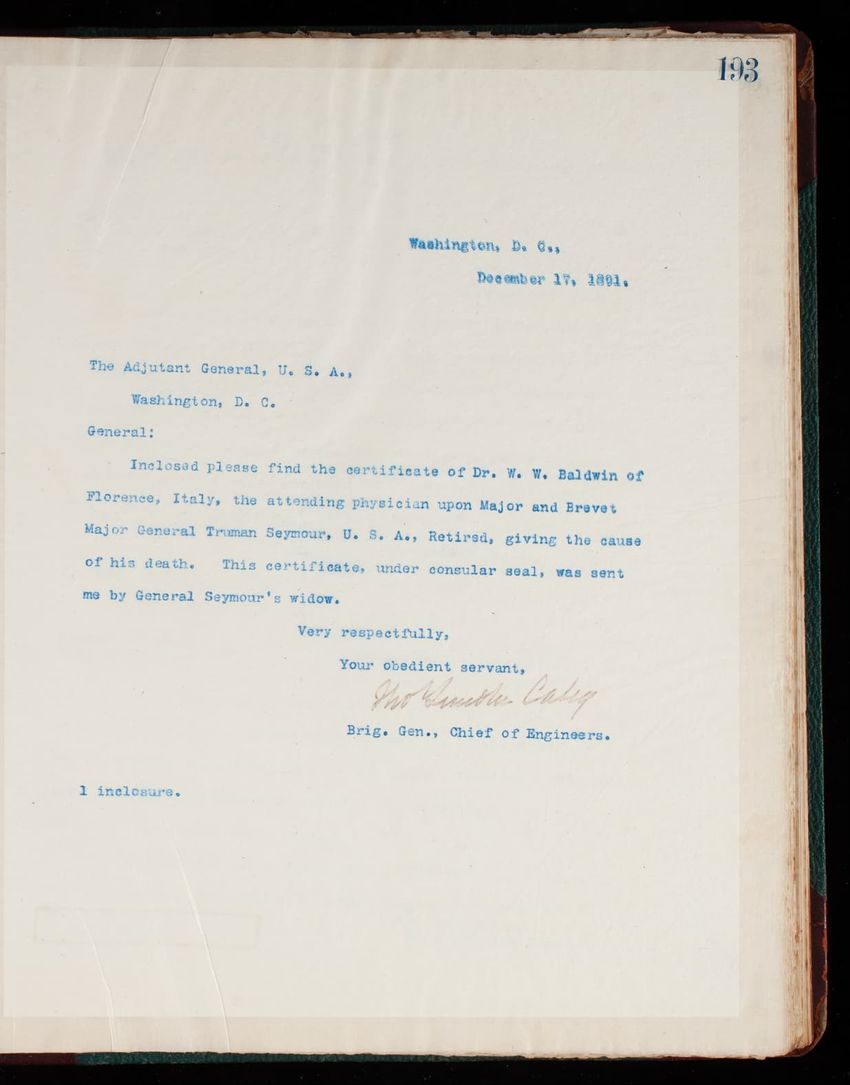 193
Washington, D. C.,
December 17, 1891.
The Adjutant General, U. S. A.,
Washington, D. C.
General:
Inclosed please find the certificate of Dr. W. W. Baldwin of
Florence, Italy, the attending physician upon Major and Brevet
Major General Truman Seymour, U. S. A., Retired, giving the cause
of his death. This certificate, under consular seal, was sent
me by General Seymour's widow.
Very respectfully,
Your obedient servant,
Thos Lincoln Casey
Brig. Gen., Chief of Engineers.
1 inclosure.